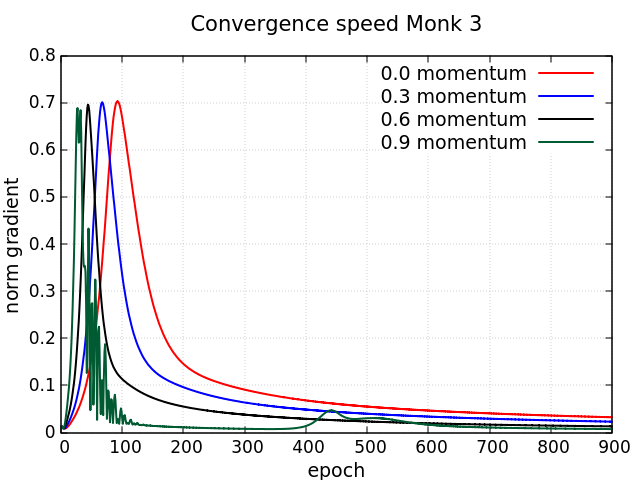 Convergence speed Monk 3
0.8
0.7
0.6
0.5
0.4
0.3
0.2
0.1
0
norm gradient
0.0 momentum
0.3 momentum
0.6 momentum
0.9 momentum
0 100 200 300 400 500 600 700 800 900
epoch